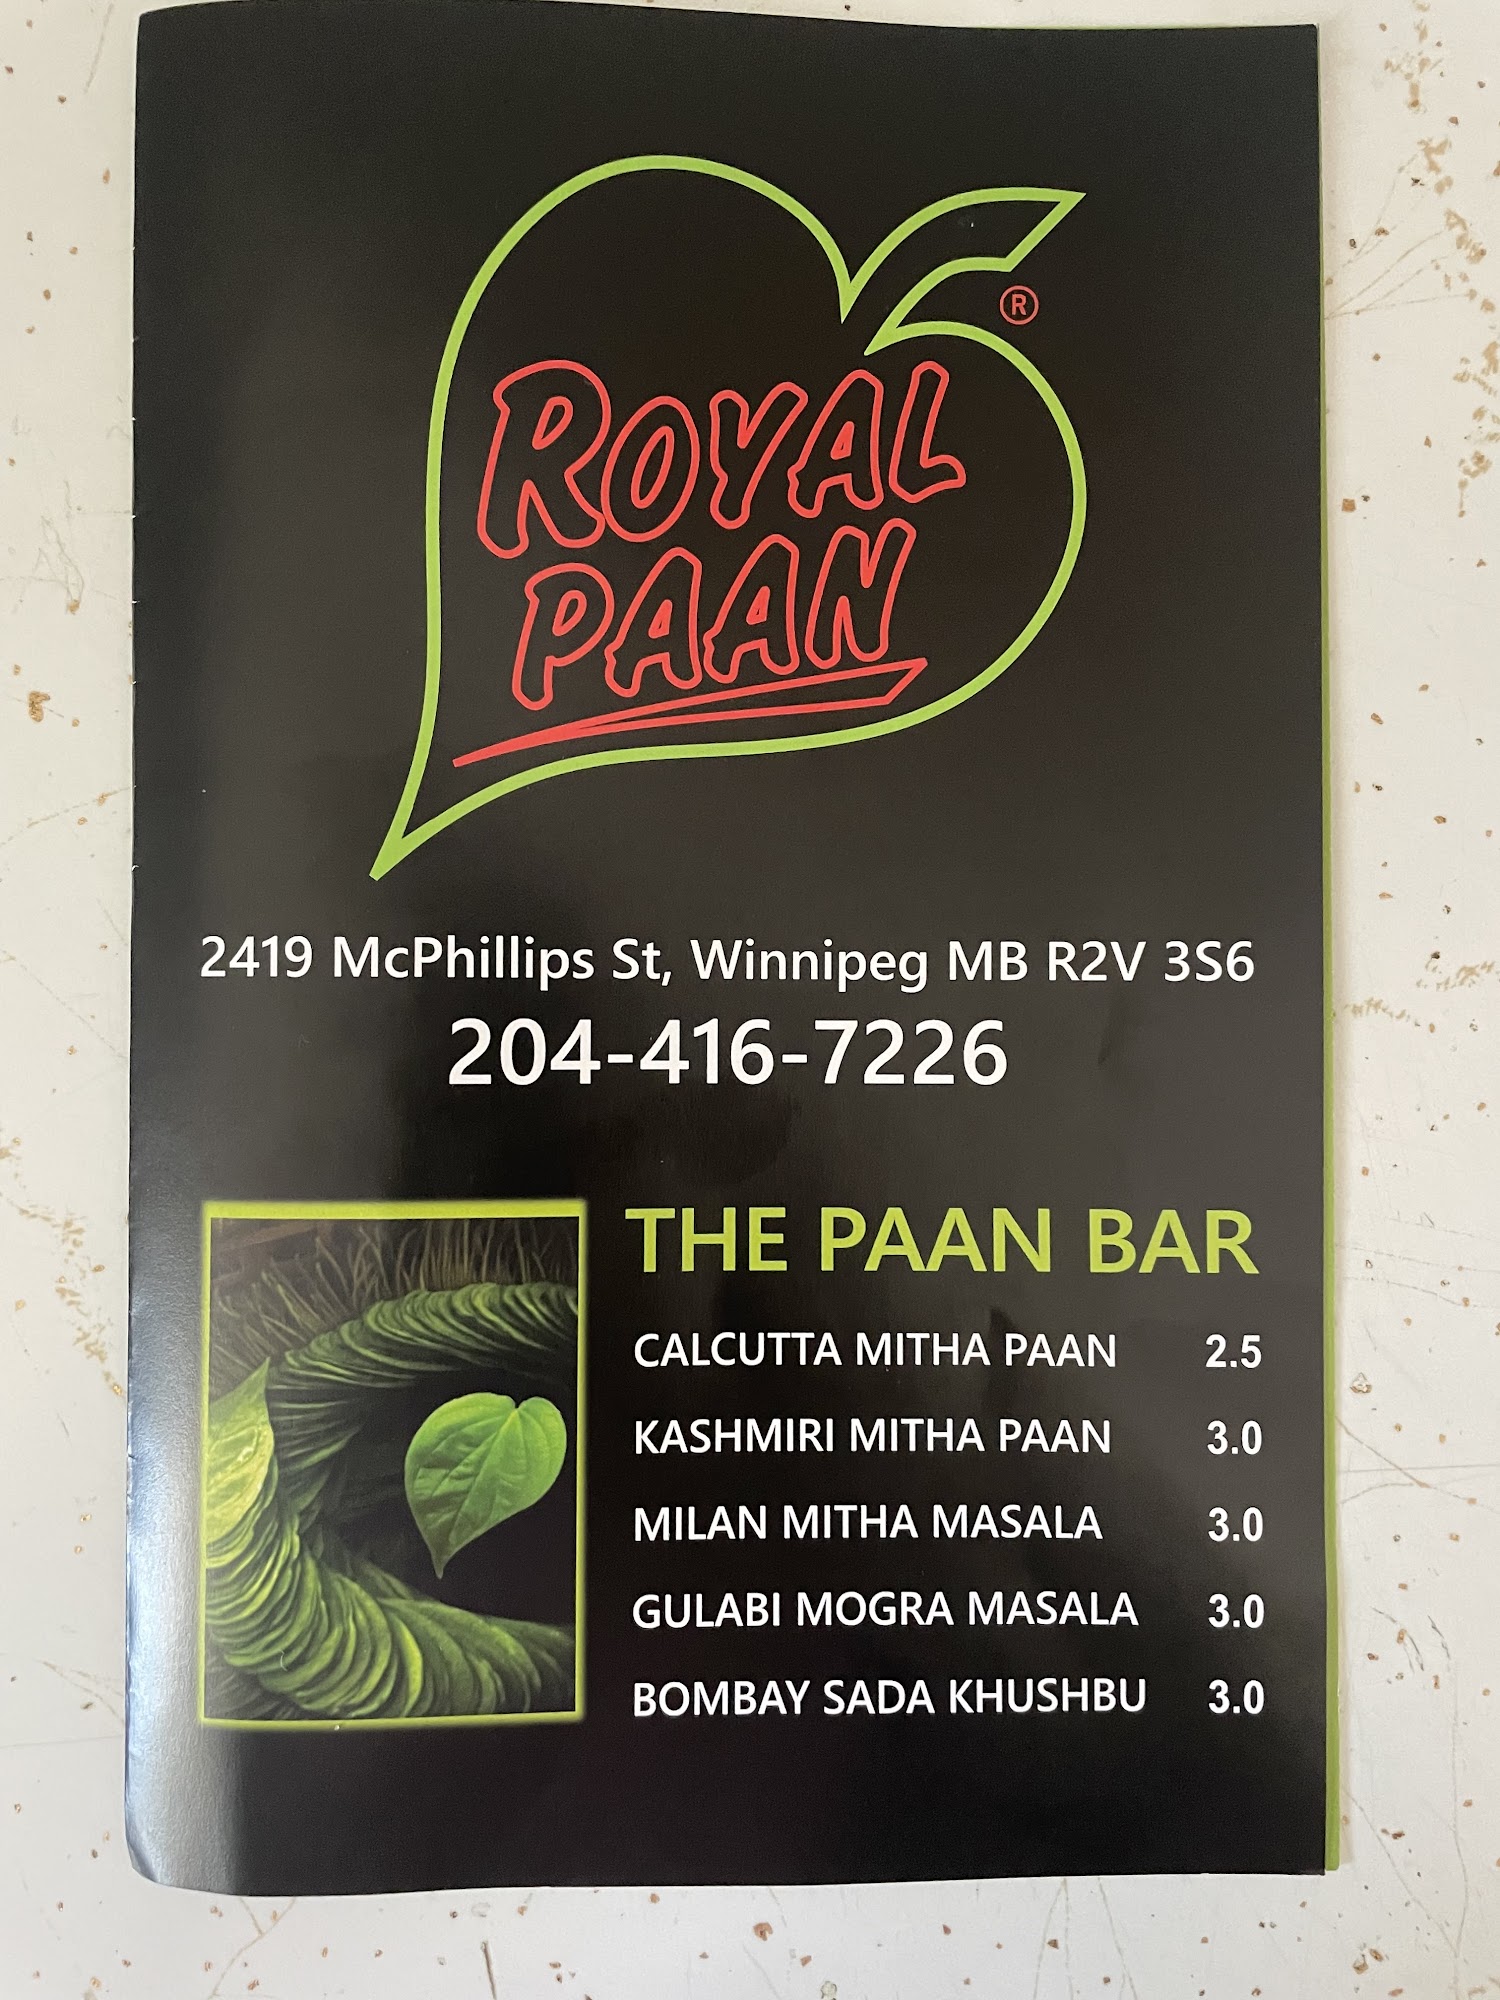 ROYAL
PAAN
®
2419 McPhillips St, Winnipeg MB R2V 3S6
204-416-7226
THE PAAN BAR
CALCUTTA MITHA PAAN 2.5
KASHMIRI MITHA PAAN 3.0
MILAN MITHA MASALA 3.0
GULABI MOGRA MASALA 3.0
BOMBAY SADA KHUSHBU 3.0